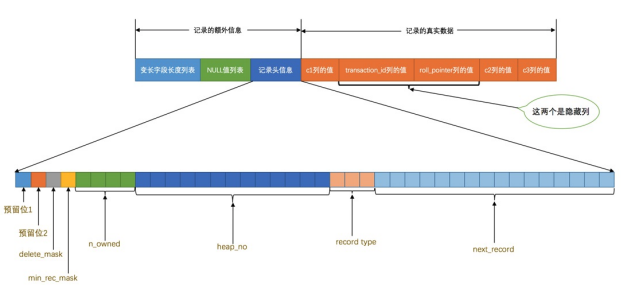 记录的额外信息
记录的真实数据
变长字段长度列表
NULL值列表
记录头信息
c1列的值
transaction_id列的值
roll_pointer列的值
c2列的值
c3列的值
这两个是隐藏列
预留位1
预留位2
delete_mask
min_rec_mask
n_owned
heap_no
record type
next_record